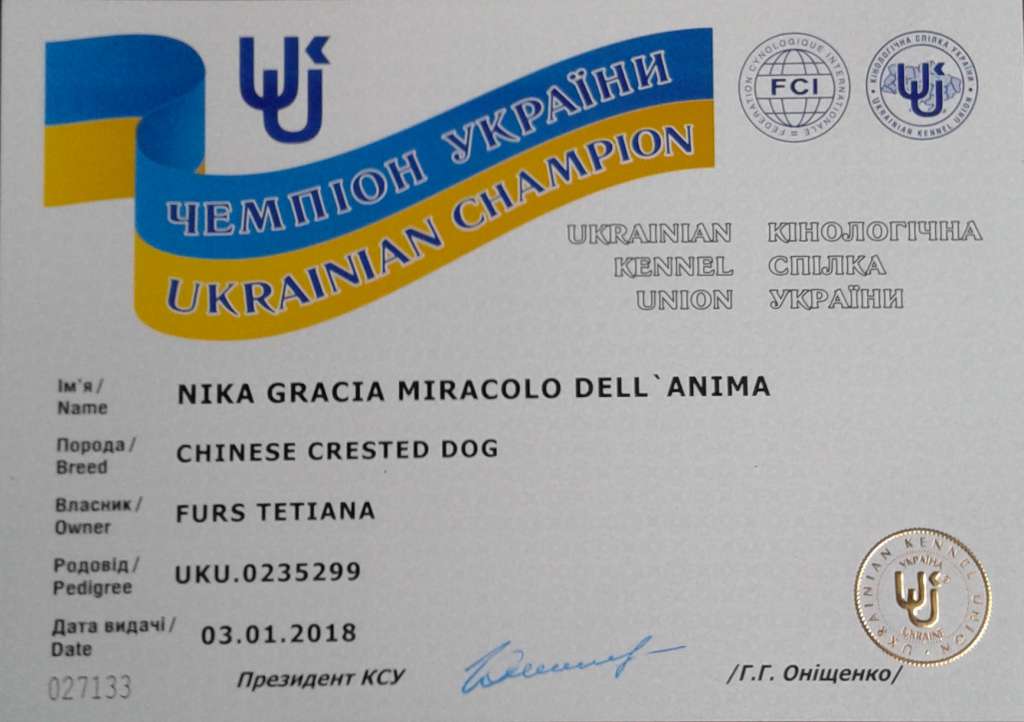 ЧЕМПІОН УКРАЇНИ
UKRAINIAN CHAMPION
FEDERATION CYNOLOGIQUE INTERNATIONALE
FCI
КІНОЛОГІЧНА СПІЛКА УКРАЇНИ
UKRAINIAN KENNEL UNION
UKRAINIAN КІНОЛОГІЧНА
KENNEL СПІЛКА
UNION УКРАЇНИ
Ім'я/
Name
NIKA GRACIA MIRACOLO DELL`ANIMA
Порода/
Breed
CHINESE CRESTED DOG
Власник/
Owner
FURS TETIANA
Родовід/
Pedigree
UKU.0235299
Дата видачі/
Date
03.01.2018
027133
Президент КСУ
/Г.Г. Оніщенко/
UKRAINIAN KENNEL UNION
УКРАЇНА
UKRAINE